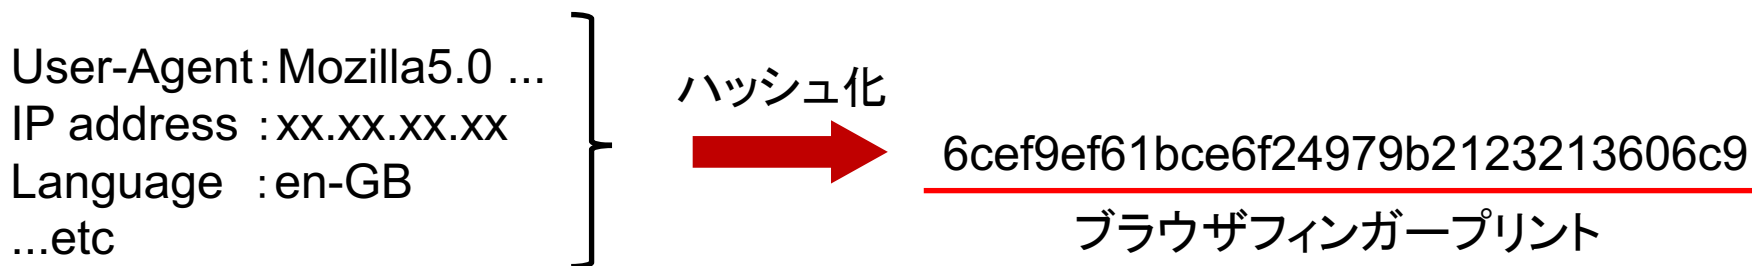 User-Agent：Mozilla5.0 ...
IP address ：xx.xx.xx.xx
Language ：en-GB
...etc
ハッシュ化
6cef9ef61bce6f24979b2123213606c9
ブラウザフィンガープリント